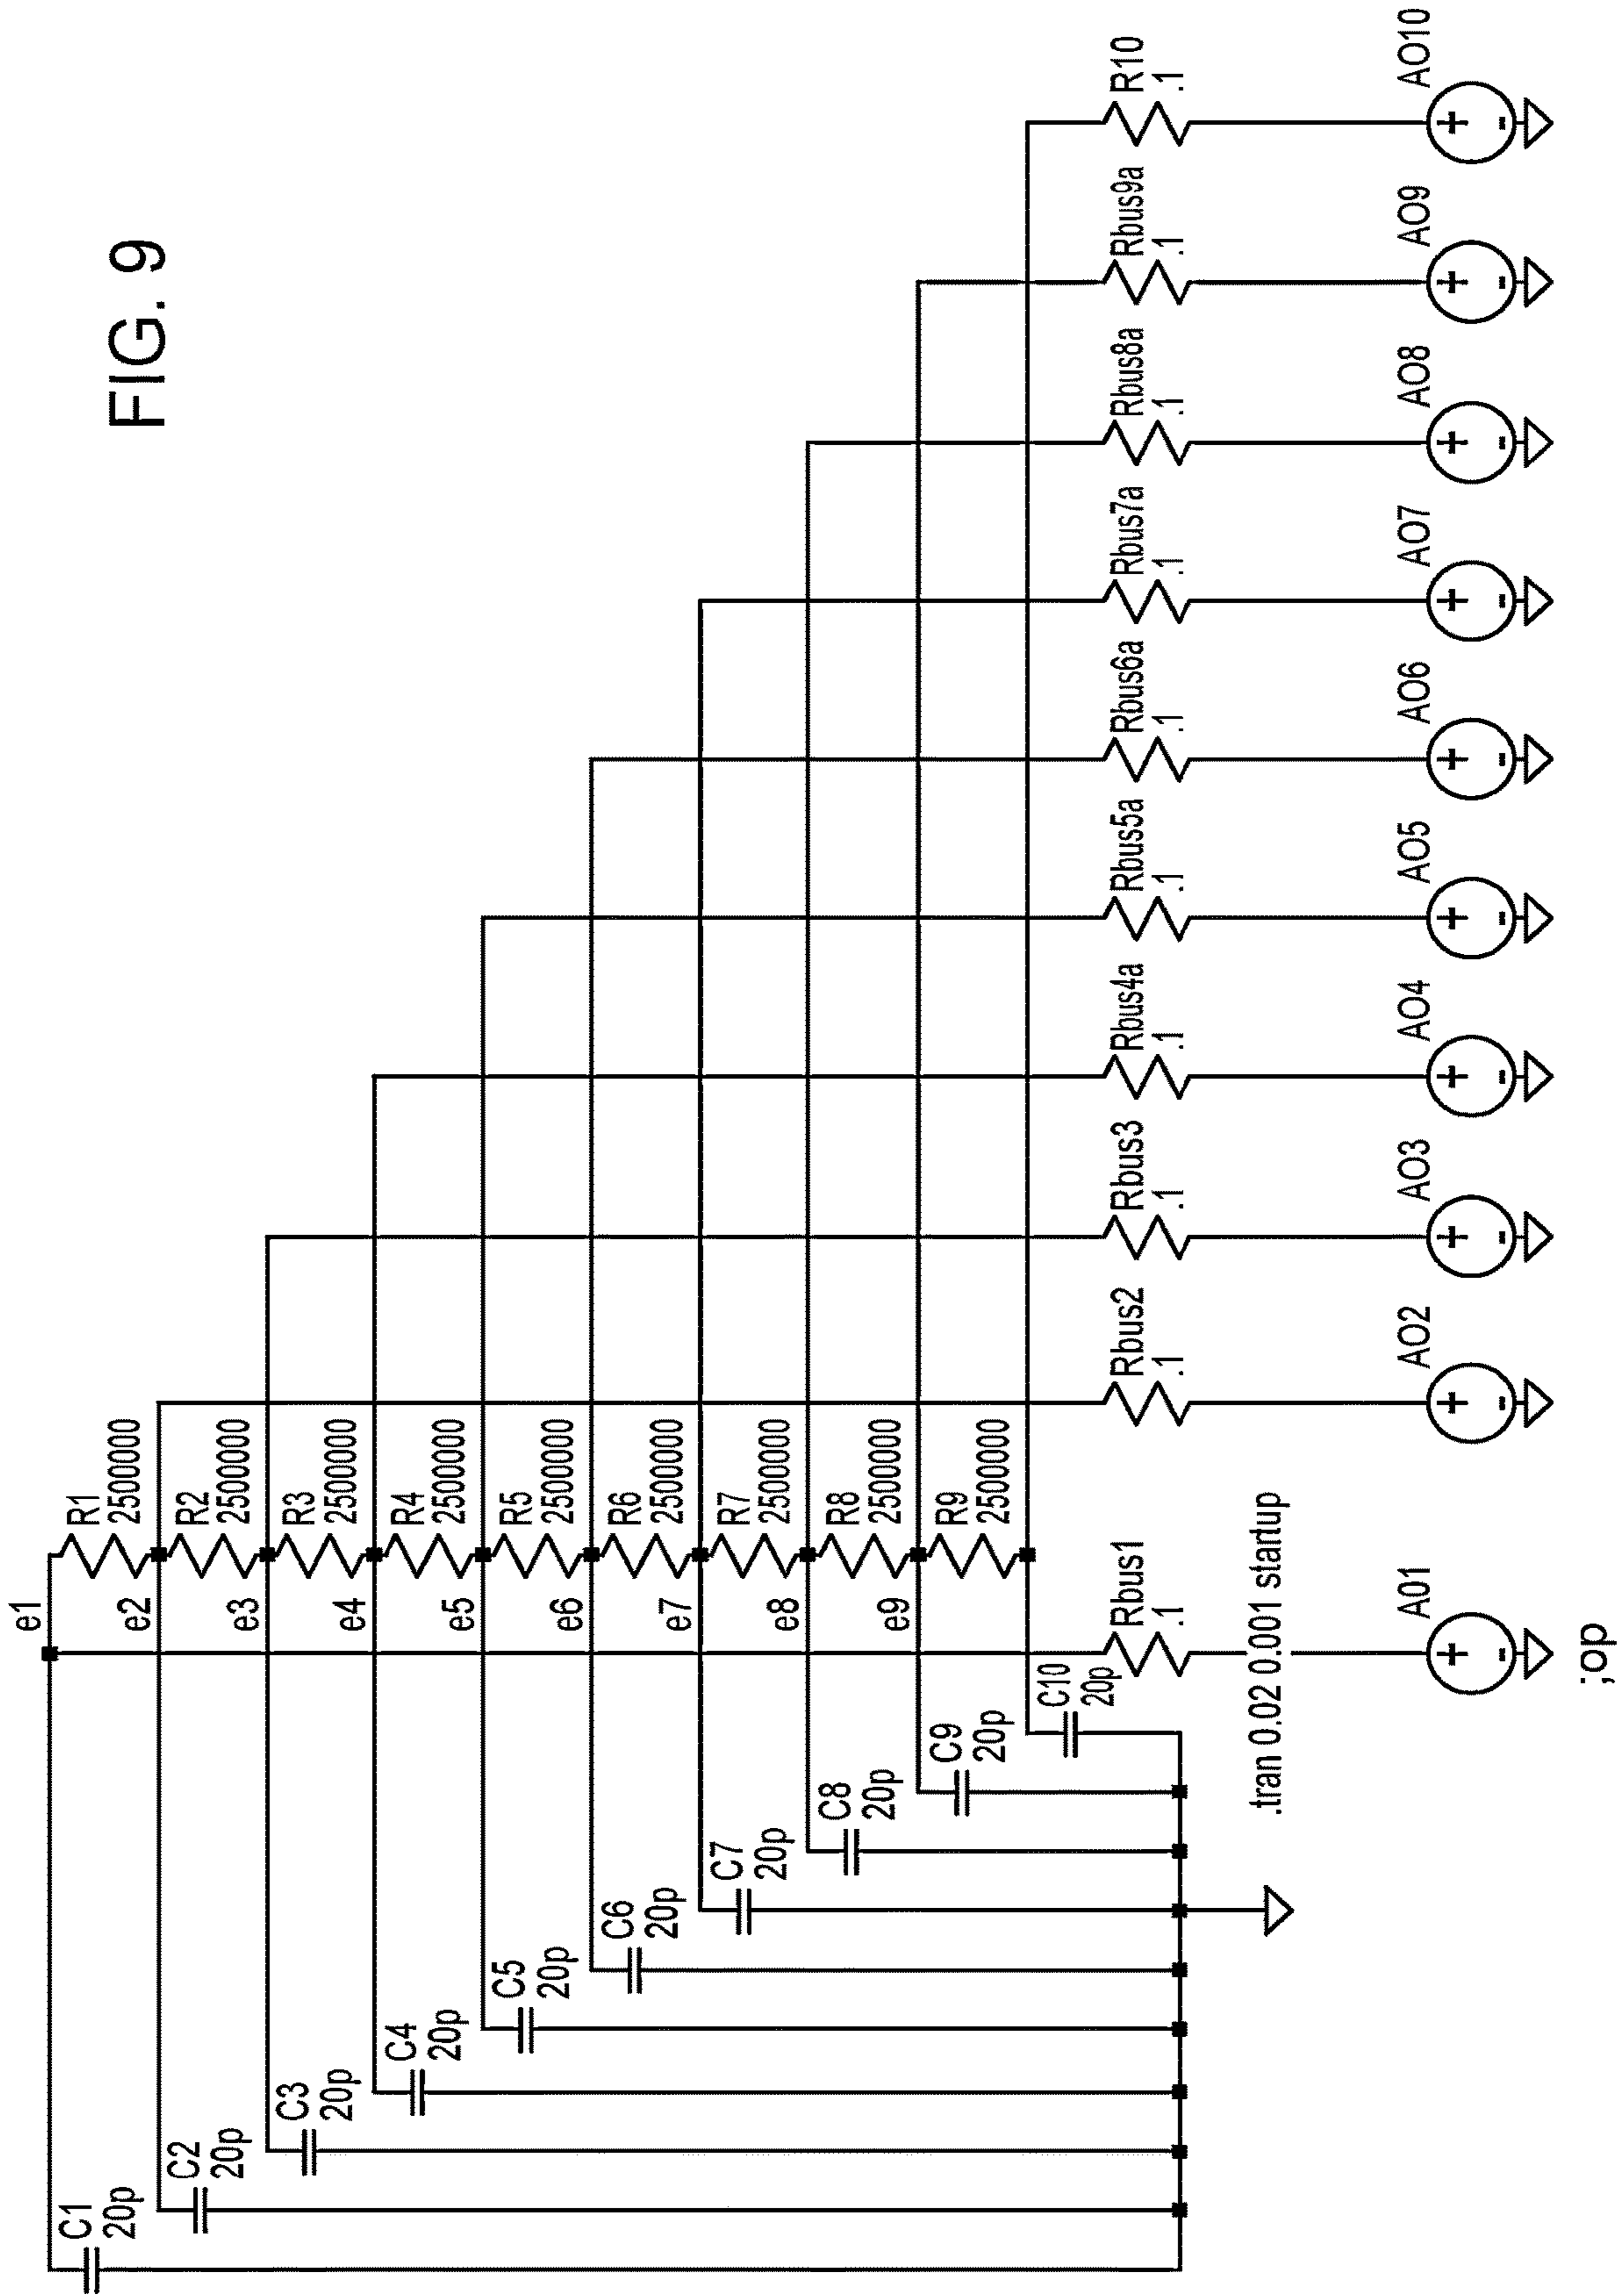 FIG. 9
e1
R1
2500000
e2
R2
2500000
e3
R3
2500000
e4
R4
2500000
e5
R5
2500000
e6
R6
2500000
e7
R7
2500000
e8
R8
2500000
e9
R9
2500000
C1
20p
C2
20p
C3
20p
C4
20p
C5
20p
C6
20p
C7
20p
C8
20p
C9
20p
C10
20p
Rbus1
.1
Rbus2
.1
Rbus3
.1
Rbus4a
.1
Rbus5a
.1
Rbus6a
.1
Rbus7a
.1
Rbus8a
.1
Rbus9a
.1
R10
.1
.tran 0.02 0.001 startup
A01
AO2
AO3
AO4
AO5
AO6
AO7
AO8
AO9
AO10
;op